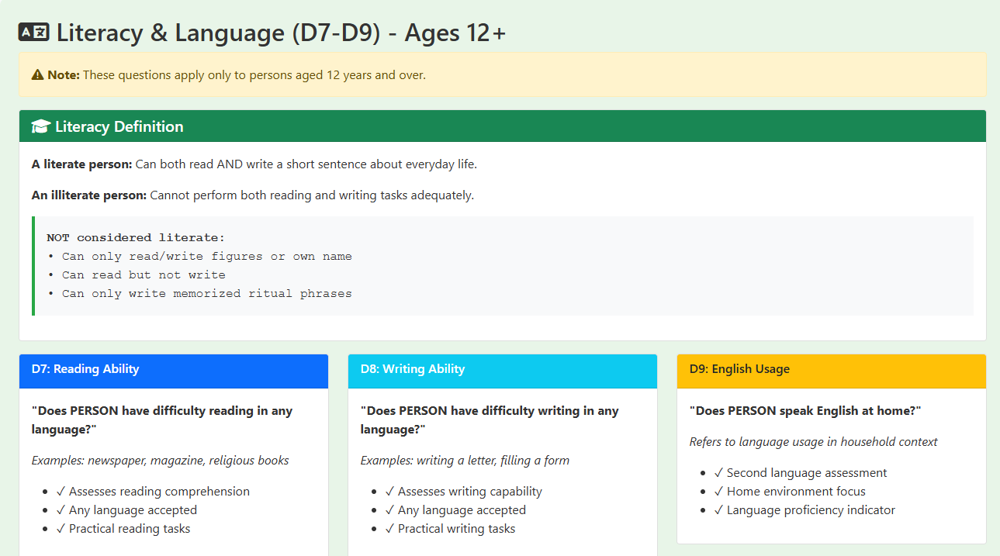 Literacy & Language (D7-D9) - Ages 12+
Note: These questions apply only to persons aged 12 years and over.
Literacy Definition
A literate person: Can both read AND write a short sentence about everyday life.
An illiterate person: Cannot perform both reading and writing tasks adequately.
NOT considered literate:
• Can only read/write figures or own name
• Can read but not write
• Can only write memorized ritual phrases
D7: Reading Ability
"Does PERSON have difficulty reading in any
language?"
Examples: newspaper, magazine, religious books
• ✓ Assesses reading comprehension
• ✓ Any language accepted
• ✓ Practical reading tasks
D8: Writing Ability
"Does PERSON have difficulty writing in any
language?"
Examples: writing a letter, filling a form
• ✓ Assesses writing capability
• ✓ Any language accepted
• ✓ Practical writing tasks
D9: English Usage
"Does PERSON speak English at home?"
Refers to language usage in household context
• ✓ Second language assessment
• ✓ Home environment focus
• ✓ Language proficiency indicator